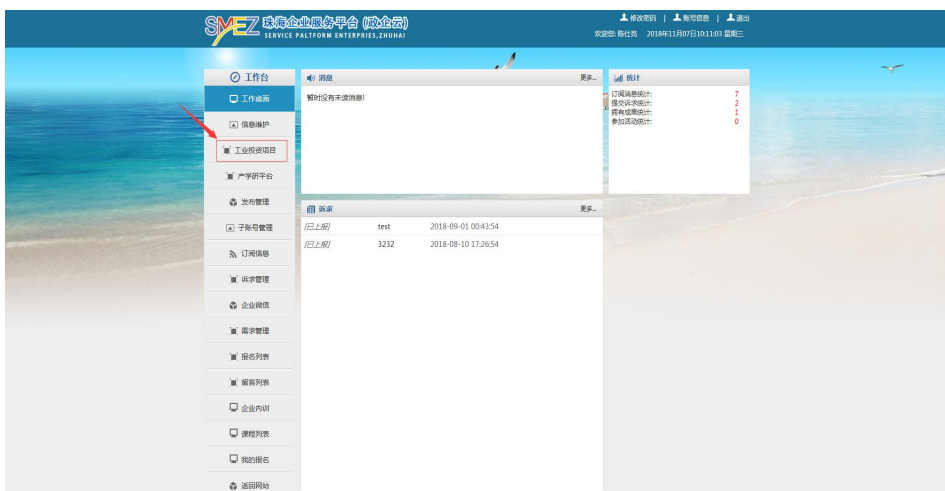 SMEZ 珠海企业服务平台 (政企云)
SERVICE PALTFORM ENTERPRIES,ZHUHAI
修改密码 | 账号信息 | 退出
欢迎您: 陈仕亮 2018年11月07日10:11:03 星期三
工作台
工作桌面
信息维护
工业投资项目
产学研平台
发布管理
子账号管理
订阅信息
诉求管理
企业微信
需求管理
报名列表
留言列表
企业内训
课程列表
我的报名
返回网站
消息 更多...
暂时没有未读消息!
统计
订阅消息统计: 7
提交诉求统计: 2
拥有成果统计: 1
参加活动统计: 0
诉求 更多...
[已上报] test 2018-09-01 00:43:54
[已上报] 3232 2018-08-10 17:26:54